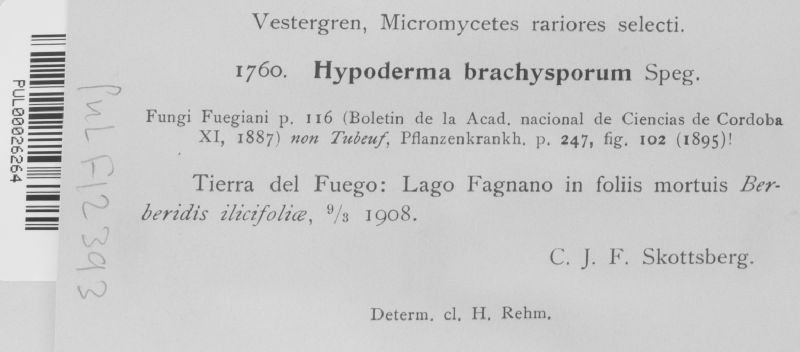 Vestergren, Micromycetes rariores selecti.
1760. Hypoderma brachysporum Speg.
Fungi Fuegiani p. 116 (Boletin de la Acad. nacional de Ciencias de Cordoba
XI, 1887) non Tubeuf, Pflanzenkrankh. p. 247, fig. 102 (1895)!
Tierra del Fuego: Lago Fagnano in foliis mortuis Ber-
beridis ilicifoliæ, 9/3 1908.
C. J. F. Skottsberg.
Determ. cl. H. Rehm.
PUL00026264
PUL F12393